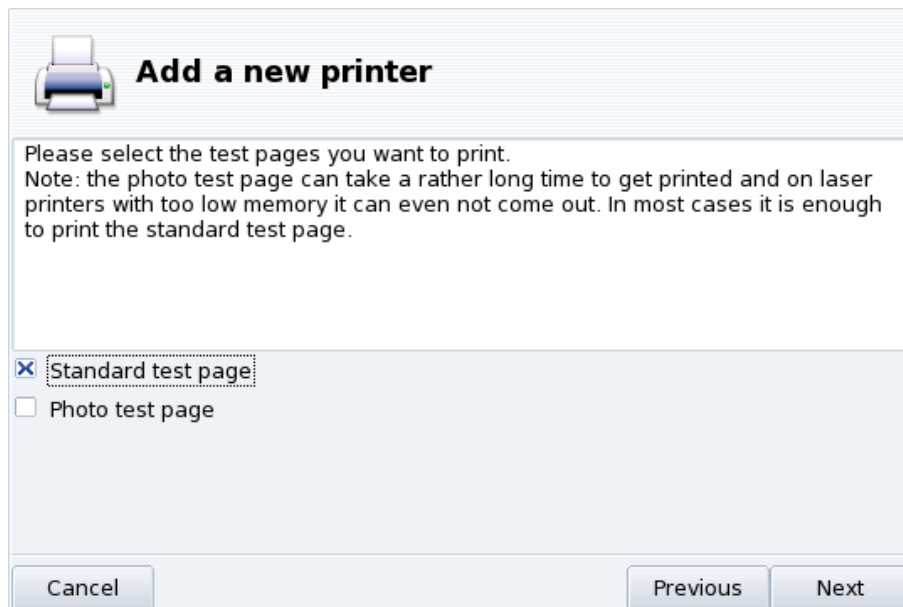 Add a new printer
Please select the test pages you want to print.
Note: the photo test page can take a rather long time to get printed and on laser
printers with too low memory it can even not come out. In most cases it is enough
to print the standard test page.
Standard test page
Photo test page
Cancel
Previous
Next